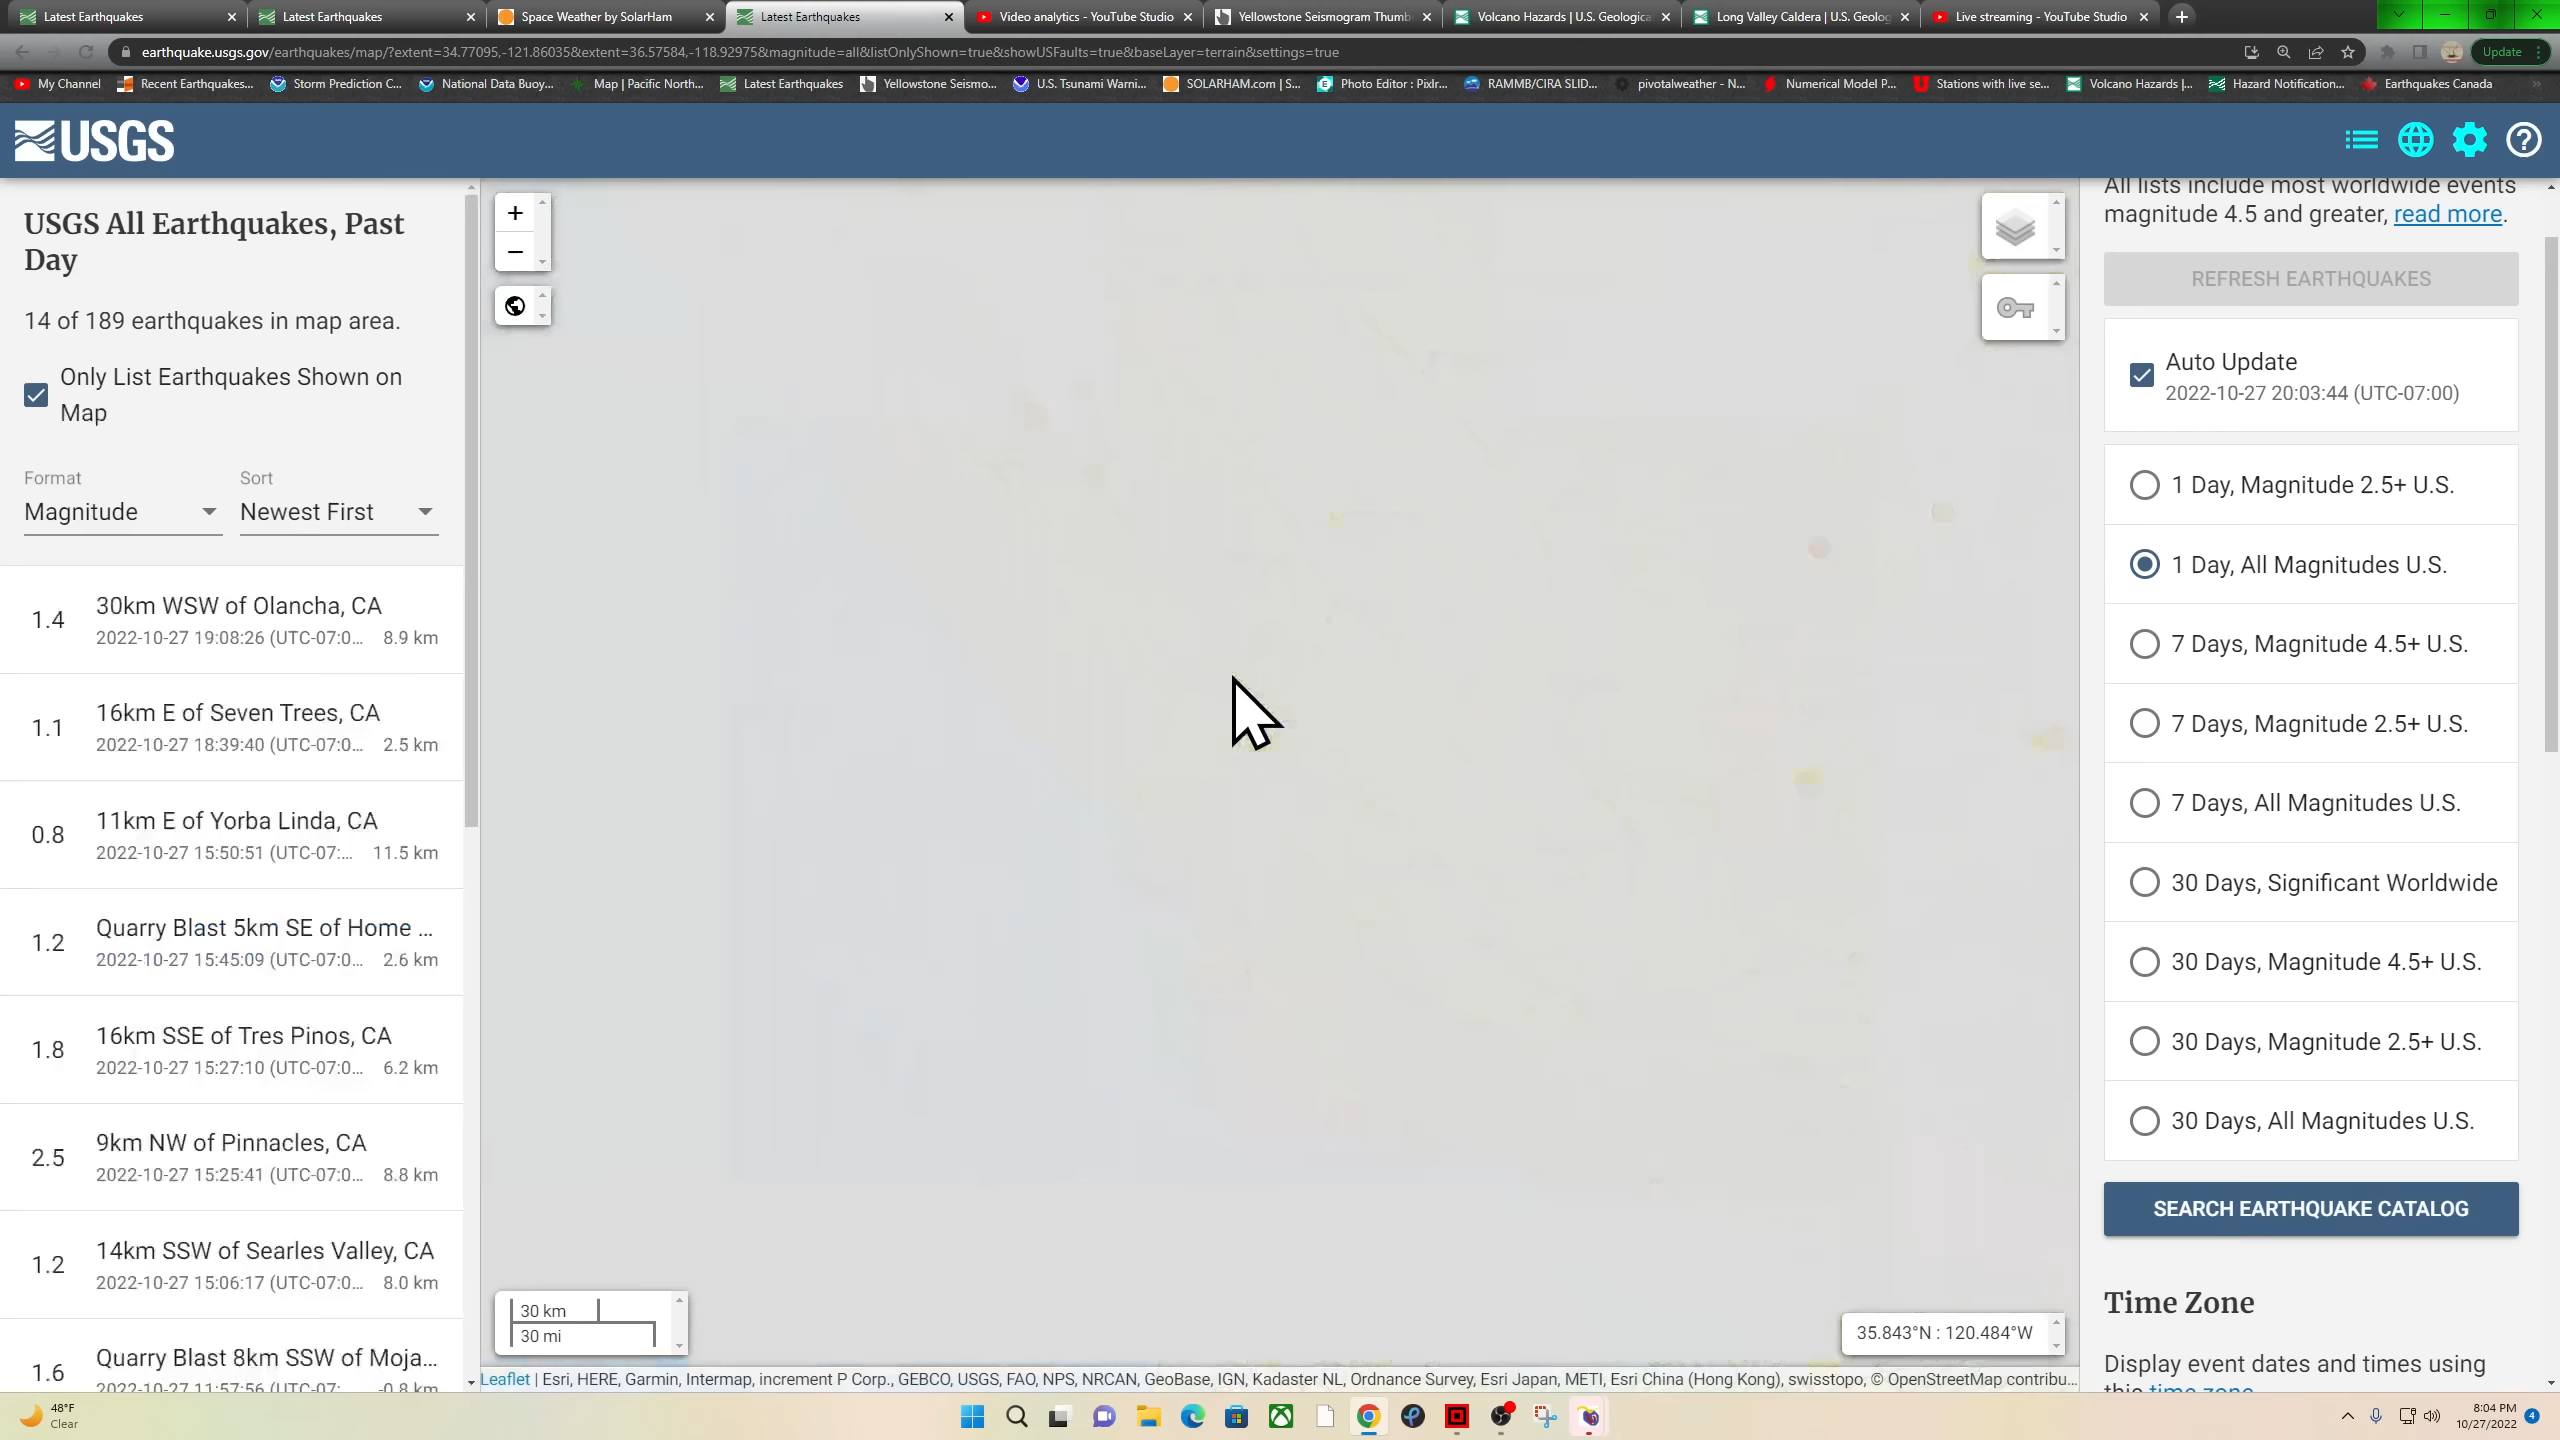 Latest Earthquakes
Latest Earthquakes
Space Weather by SolarHam
Latest Earthquakes
Video analytics - YouTube Studio
Yellowstone Seismogram Thumb
Volcano Hazards | U.S. Geologica
Long Valley Caldera | U.S. Geolog
Live streaming - YouTube Studio
earthquake.usgs.gov/earthquakes/map/?extent=34.77095,-121.86035&extent=36.57584,-118.92975&magnitude=all&listOnlyShown=true&showUSFaults=true&baseLayer=terrain&settings=true
Update
My Channel
Recent Earthquakes...
Storm Prediction C...
National Data Buoy...
Map | Pacific North...
Latest Earthquakes
Yellowstone Seismo...
U.S. Tsunami Warni...
SOLARHAM.com | S...
Photo Editor : Pixlr...
RAMMB/CIRA SLID...
pivotalweather - N...
Numerical Model P...
Stations with live se...
Volcano Hazards |...
Hazard Notification...
Earthquakes Canada
USGS
USGS All Earthquakes, Past
Day
14 of 189 earthquakes in map area.
Only List Earthquakes Shown on
Map
Format
Sort
Magnitude
Newest First
1.4
30km WSW of Olancha, CA
2022-10-27 19:08:26 (UTC-07:0... 8.9 km
1.1
16km E of Seven Trees, CA
2022-10-27 18:39:40 (UTC-07:0... 2.5 km
0.8
11km E of Yorba Linda, CA
2022-10-27 15:50:51 (UTC-07:... 11.5 km
1.2
Quarry Blast 5km SE of Home ...
2022-10-27 15:45:09 (UTC-07:0... 2.6 km
1.8
16km SSE of Tres Pinos, CA
2022-10-27 15:27:10 (UTC-07:0... 6.2 km
2.5
9km NW of Pinnacles, CA
2022-10-27 15:25:41 (UTC-07:0... 8.8 km
1.2
14km SSW of Searles Valley, CA
2022-10-27 15:06:17 (UTC-07:0... 8.0 km
1.6
Quarry Blast 8km SSW of Moja...
2022-10-27 11:57:56 (UTC-07:... -0.8 km
+
−
30 km
30 mi
35.843°N : 120.484°W
Leaflet | Esri, HERE, Garmin, Intermap, increment P Corp., GEBCO, USGS, FAO, NPS, NRCAN, GeoBase, IGN, Kadaster NL, Ordnance Survey, Esri Japan, METI, Esri China (Hong Kong), swisstopo, © OpenStreetMap contribu...
All lists include most worldwide events
magnitude 4.5 and greater, read more.
REFRESH EARTHQUAKES
Auto Update
2022-10-27 20:03:44 (UTC-07:00)
1 Day, Magnitude 2.5+ U.S.
1 Day, All Magnitudes U.S.
7 Days, Magnitude 4.5+ U.S.
7 Days, Magnitude 2.5+ U.S.
7 Days, All Magnitudes U.S.
30 Days, Significant Worldwide
30 Days, Magnitude 4.5+ U.S.
30 Days, Magnitude 2.5+ U.S.
30 Days, All Magnitudes U.S.
SEARCH EARTHQUAKE CATALOG
Time Zone
Display event dates and times using
this time zone
48°F
Clear
8:04 PM
10/27/2022
4